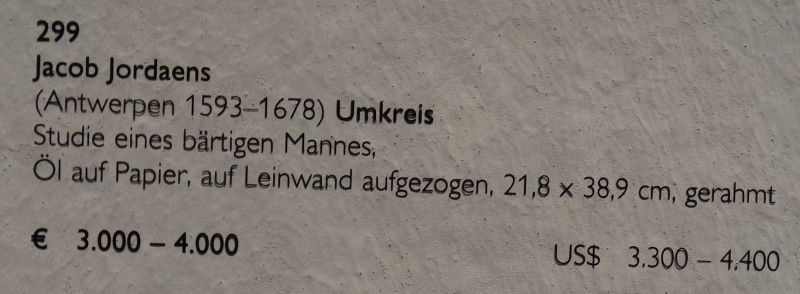 299
Jacob Jordaens
(Antwerpen 1593–1678) Umkreis
Studie eines bärtigen Mannes,
Öl auf Papier, auf Leinwand aufgezogen, 21,8 x 38,9 cm, gerahmt
€ 3.000 – 4.000 US$ 3.300 – 4.400